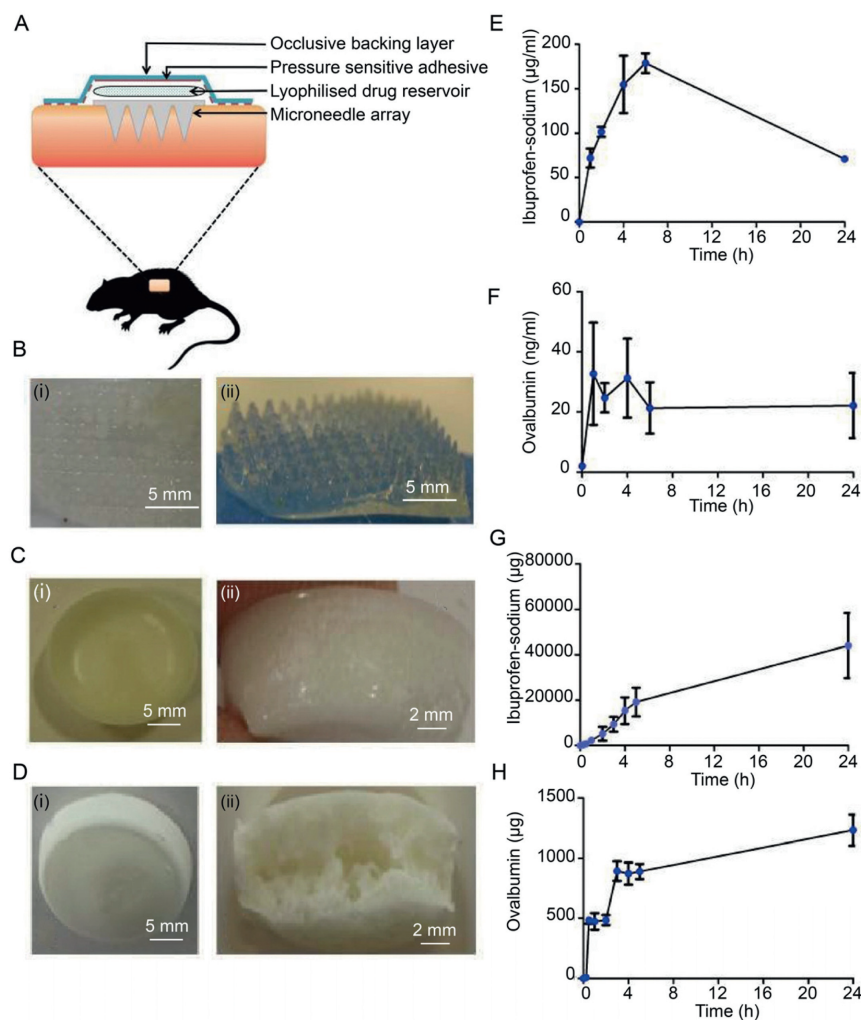 A
Occlusive backing layer
Pressure sensitive adhesive
Lyophilised drug reservoir
Microneedle array
B
(i)
5 mm
(ii)
5 mm
C
(i)
5 mm
(ii)
2 mm
D
(i)
5 mm
(ii)
2 mm
E
Ibuprofen-sodium (µg/ml)
200
150
100
50
0
0 4 8 12 16 20 24
Time (h)
F
Ovalbumin (ng/ml)
60
40
20
0
0 4 8 12 16 20 24
Time (h)
G
Ibuprofen-sodium (µg)
80000
60000
40000
20000
0
0 4 8 12 16 20 24
Time (h)
H
Ovalbumin (µg)
1500
1000
500
0
0 4 8 12 16 20 24
Time (h)